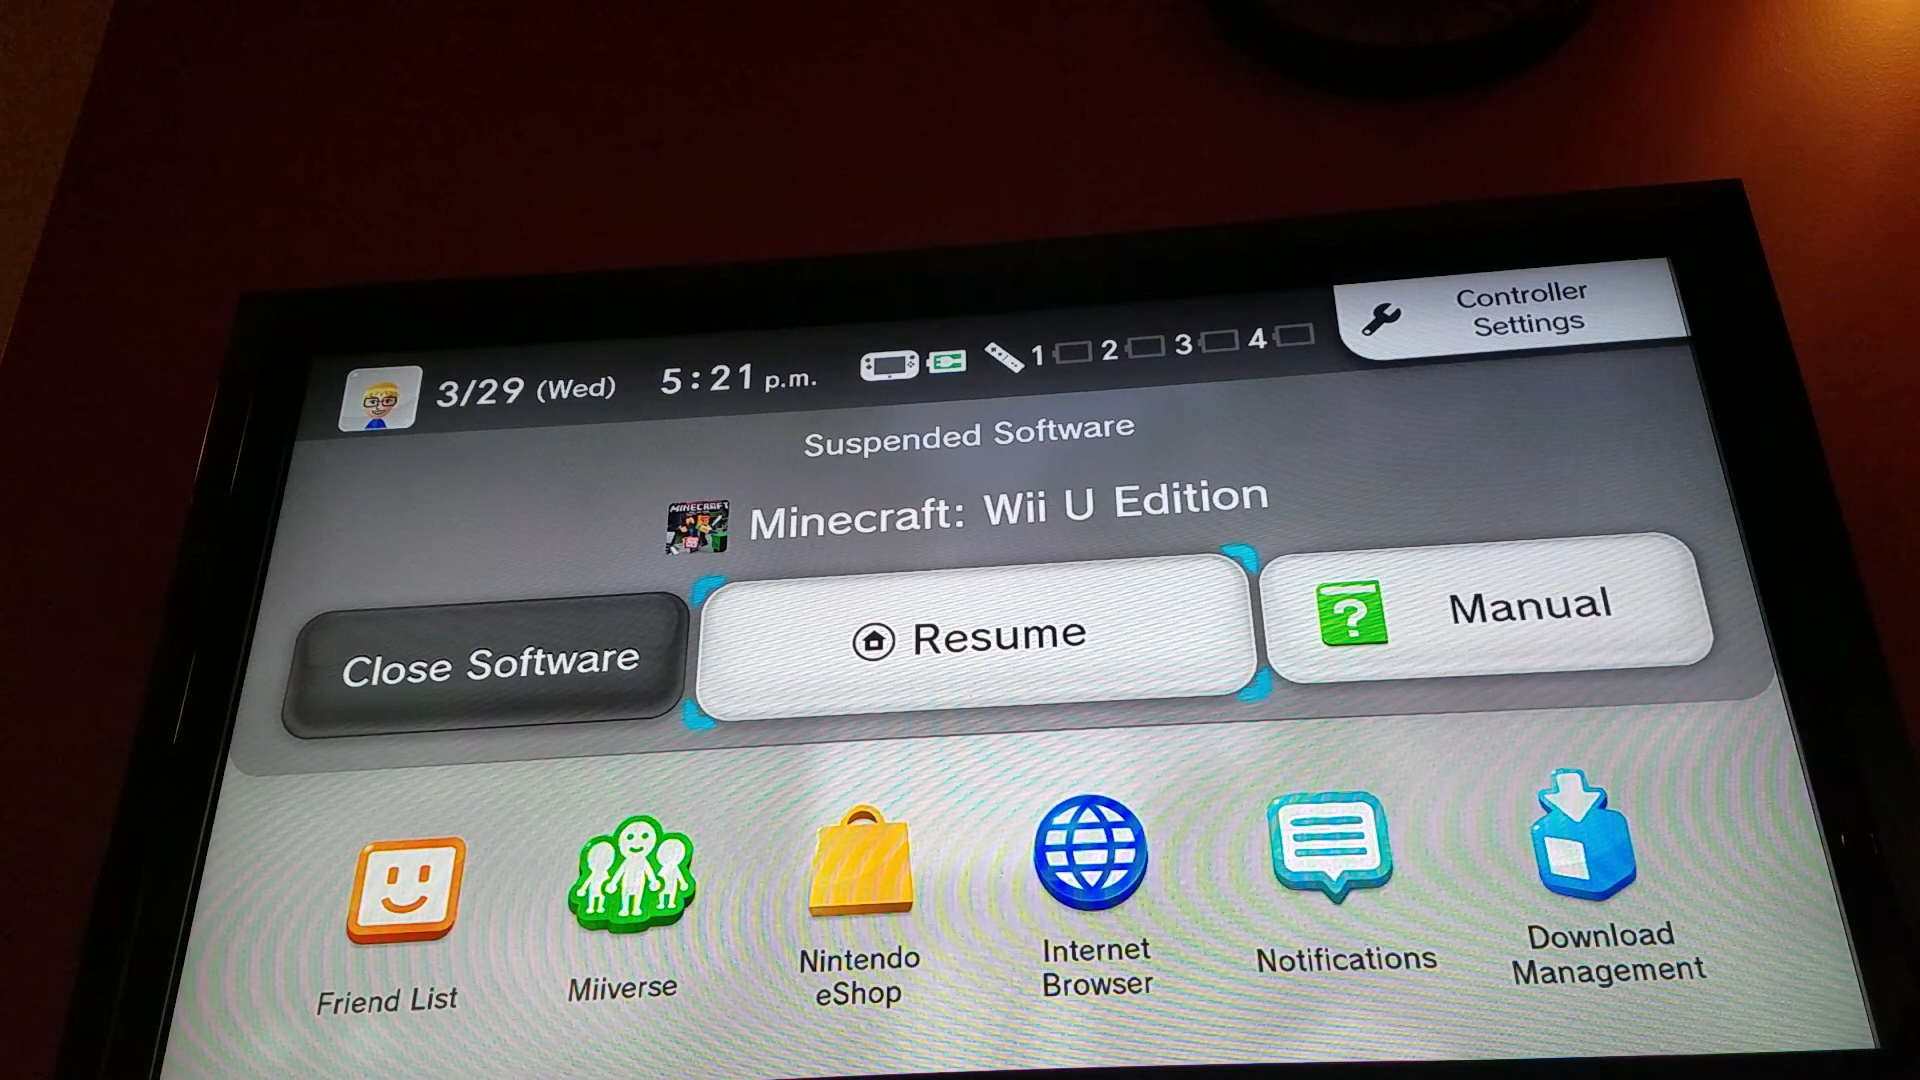 Controller
Settings
3/29 (Wed) 5:21 p.m. 1 2 3 4
Suspended Software
MINECRAFT
Minecraft: Wii U Edition
Close Software
Resume
? Manual
Friend List
Miiverse
Nintendo
eShop
Internet
Browser
Notifications
Download
Management